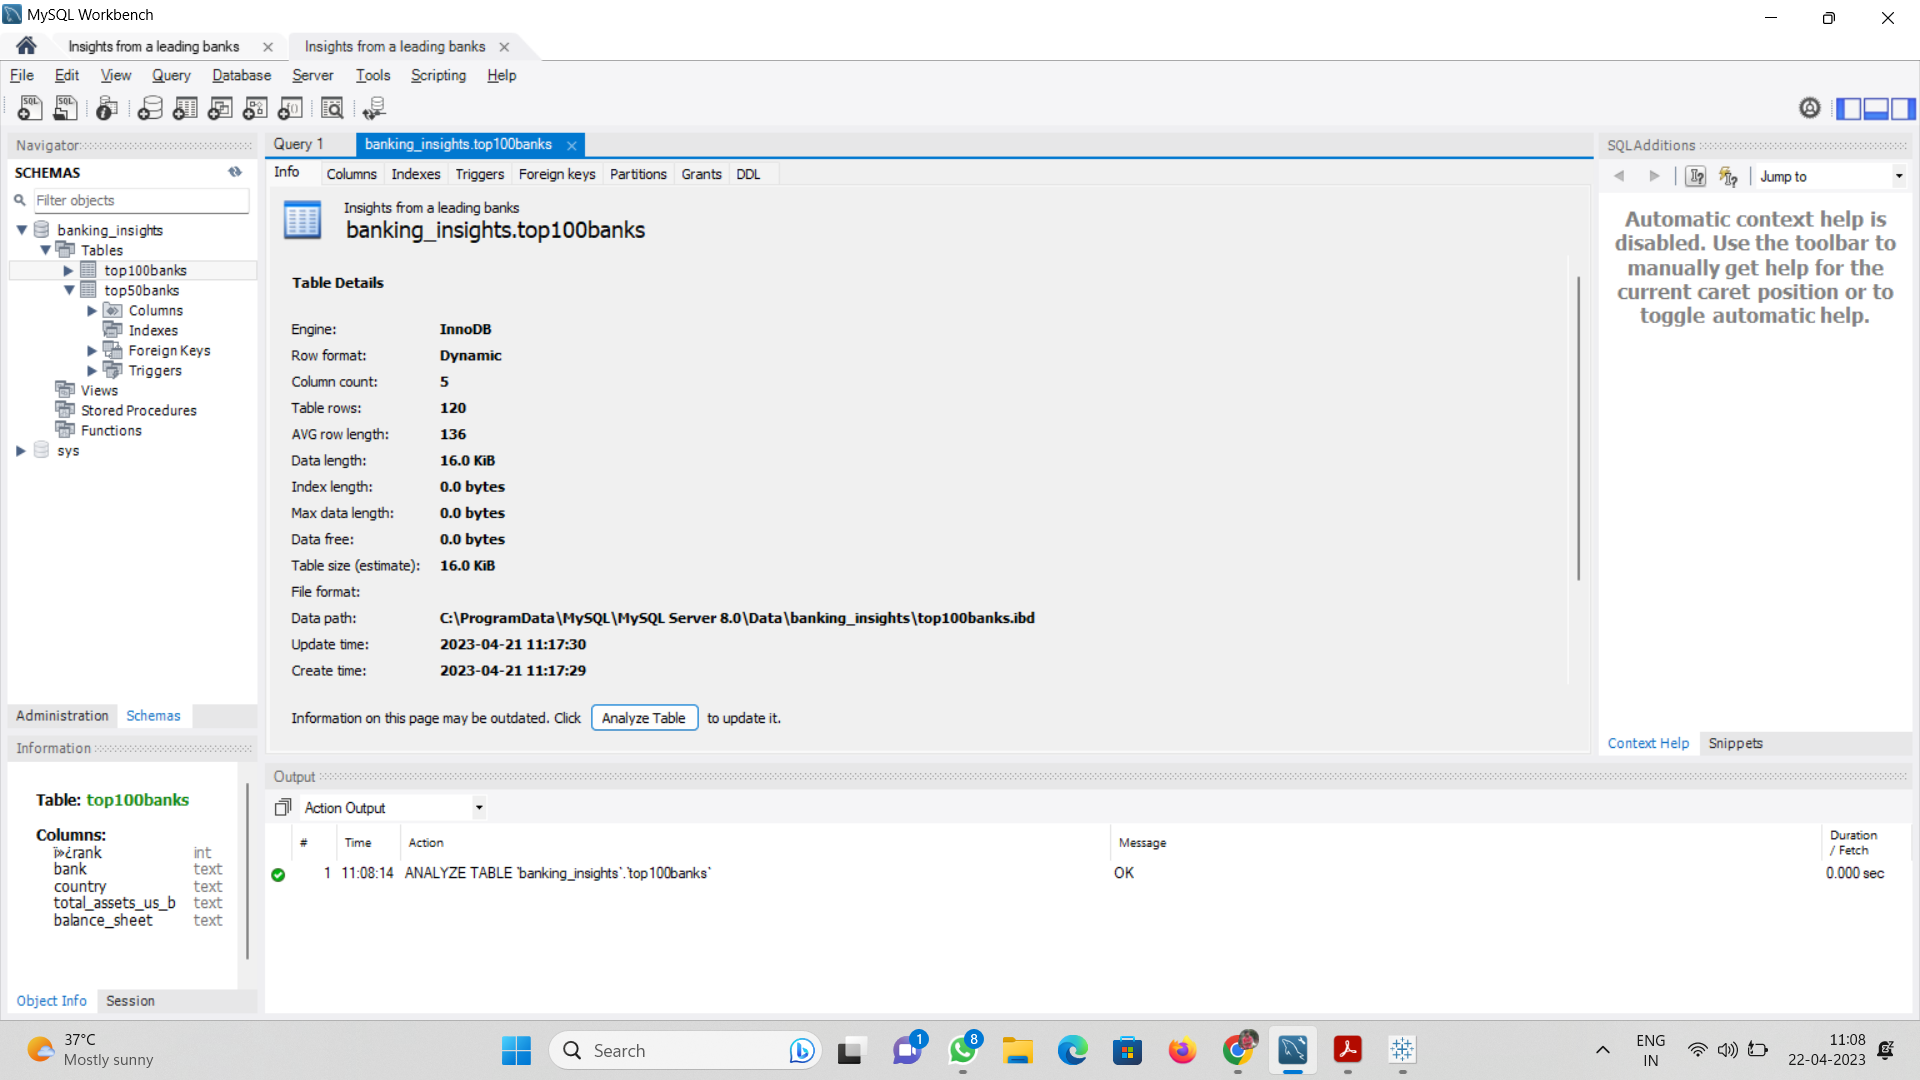 MySQL Workbench
Insights from a leading banks
Insights from a leading banks
File Edit View Query Database Server Tools Scripting Help
Navigator
SCHEMAS
Filter objects
banking_insights
Tables
top100banks
top50banks
Columns
Indexes
Foreign Keys
Triggers
Views
Stored Procedures
Functions
sys
Administration Schemas
Information
Table: top100banks
Columns:
ï»¿rank int
bank text
country text
total_assets_us_b text
balance_sheet text
Object Info Session
Query 1 banking_insights.top100banks
Info Columns Indexes Triggers Foreign keys Partitions Grants DDL
Insights from a leading banks
banking_insights.top100banks
Table Details
Engine: InnoDB
Row format: Dynamic
Column count: 5
Table rows: 120
AVG row length: 136
Data length: 16.0 KiB
Index length: 0.0 bytes
Max data length: 0.0 bytes
Data free: 0.0 bytes
Table size (estimate): 16.0 KiB
File format:
Data path: C:\ProgramData\MySQL\MySQL Server 8.0\Data\banking_insights\top100banks.ibd
Update time: 2023-04-21 11:17:30
Create time: 2023-04-21 11:17:29
Information on this page may be outdated. Click Analyze Table to update it.
Output
Action Output
# Time Action Message Duration / Fetch
1 11:08:14 ANALYZE TABLE `banking_insights`.`top100banks` OK 0.000 sec
SQLAdditions
Jump to
Automatic context help is
disabled. Use the toolbar to
manually get help for the
current caret position or to
toggle automatic help.
Context Help Snippets
37°C
Mostly sunny
Search
1
8
ENG
IN
11:08
22-04-2023